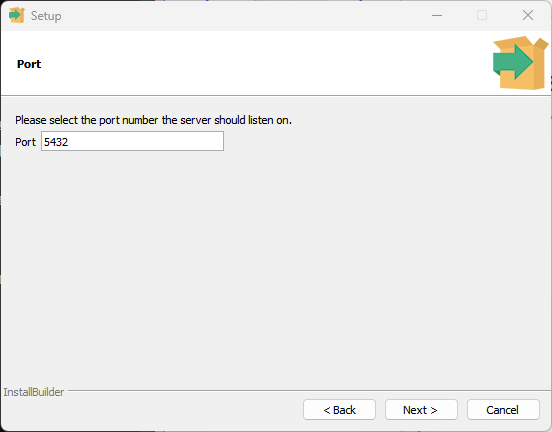 Setup
Port
Please select the port number the server should listen on.
Port 5432
InstallBuilder
< Back Next > Cancel